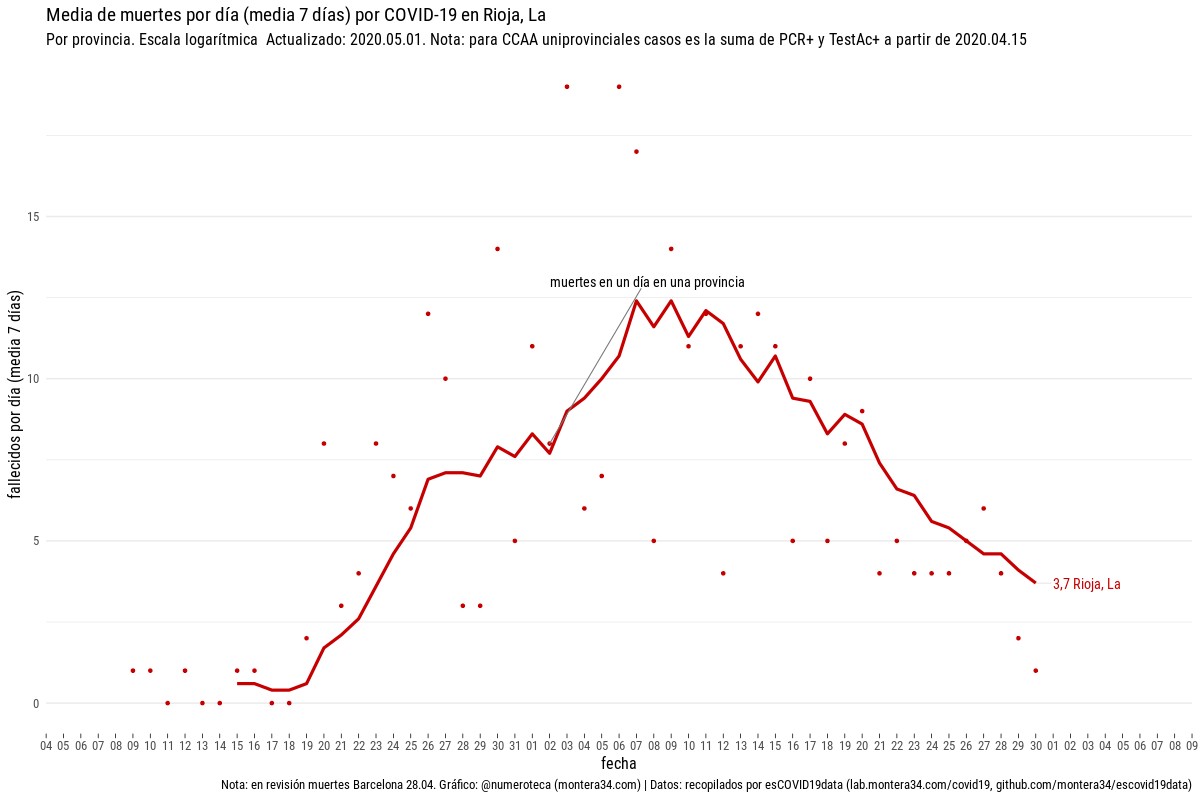 Media de muertes por día (media 7 días) por COVID-19 en Rioja, La
Por provincia. Escala logarítmica  Actualizado: 2020.05.01. Nota: para CCAA uniprovinciales casos es la suma de PCR+ y TestAc+ a partir de 2020.04.15
fallecidos por día (media 7 días)
15
10
5
0
muertes en un día en una provincia
3,7 Rioja, La
04 05 06 07 08 09 10 11 12 13 14 15 16 17 18 19 20 21 22 23 24 25 26 27 28 29 30 31 01 02 03 04 05 06 07 08 09 10 11 12 13 14 15 16 17 18 19 20 21 22 23 24 25 26 27 28 29 30 01 02 03 04 05 06 07 08 09
fecha
Nota: en revisión muertes Barcelona 28.04. Gráfico: @numeroteca (montera34.com) | Datos: recopilados por esCOVID19data (lab.montera34.com/covid19, github.com/montera34/escovid19data)